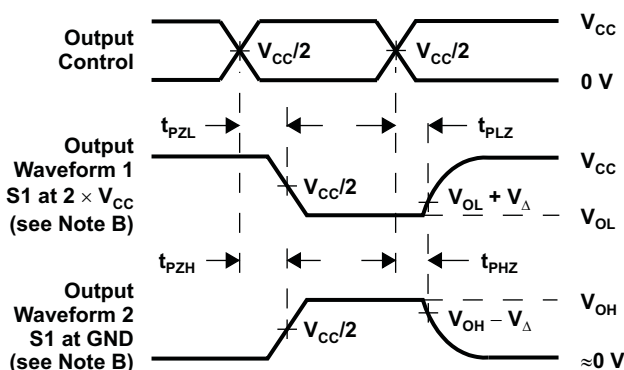 Output
Control
V_CC/2
V_CC/2
V_CC
0 V
t_PZL
t_PLZ
Output
Waveform 1
S1 at 2 × V_CC
(see Note B)
V_CC/2
V_OL + V_Δ
V_CC
V_OL
t_PZH
t_PHZ
Output
Waveform 2
S1 at GND
(see Note B)
V_CC/2
V_OH − V_Δ
V_OH
≈0 V